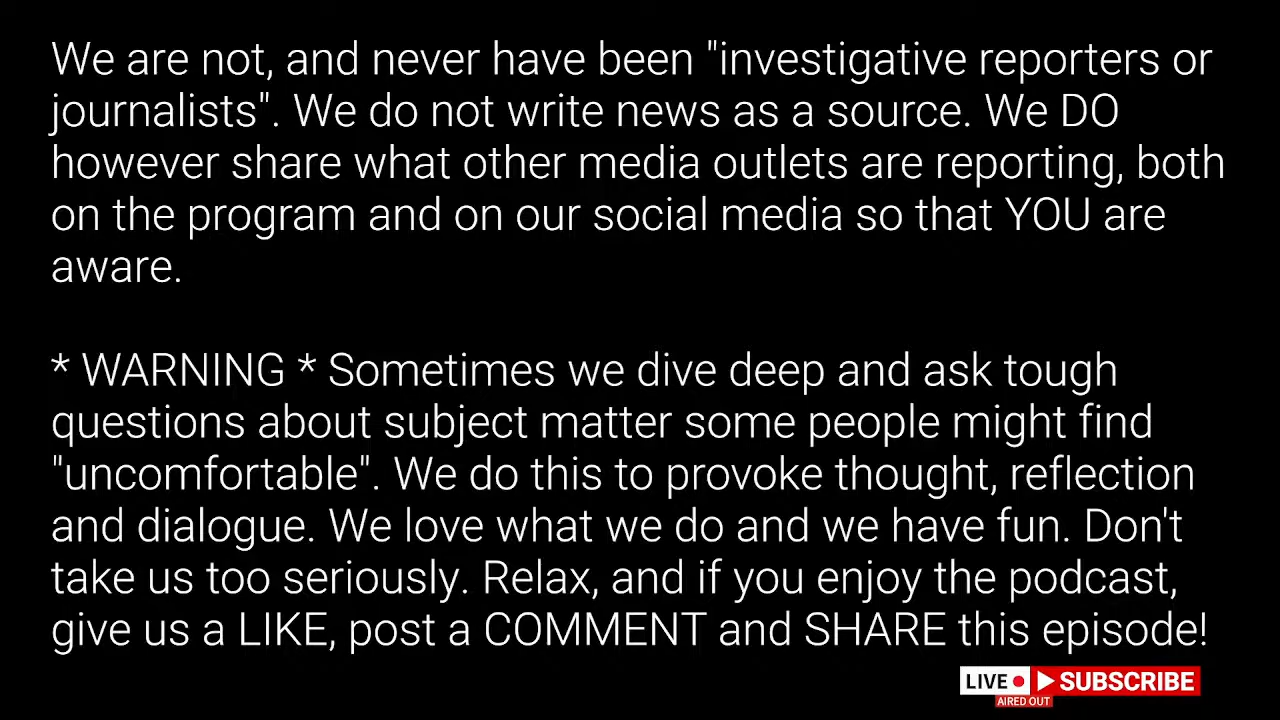 We are not, and never have been "investigative reporters or
journalists". We do not write news as a source. We DO
however share what other media outlets are reporting, both
on the program and on our social media so that YOU are
aware.
* WARNING * Sometimes we dive deep and ask tough
questions about subject matter some people might find
"uncomfortable". We do this to provoke thought, reflection
and dialogue. We love what we do and we have fun. Don't
take us too seriously. Relax, and if you enjoy the podcast,
give us a LIKE, post a COMMENT and SHARE this episode!
LIVE SUBSCRIBE
AIRED OUT